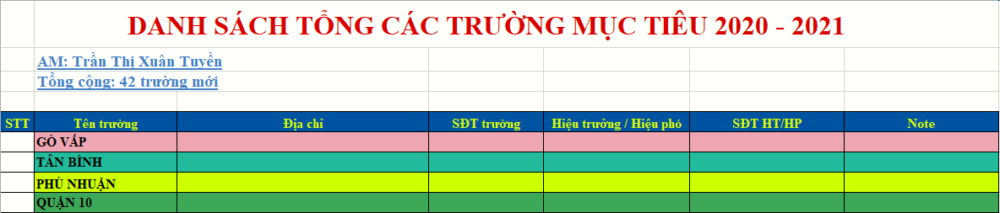 DANH SÁCH TỔNG CÁC TRƯỜNG MỤC TIÊU 2020 - 2021
AM: Trần Thị Xuân Tuyền
Tổng cộng: 42 trường mới
STT Tên trường Địa chỉ SĐT trường Hiệu trưởng / Hiệu phó SĐT HT/HP Note
GÒ VẤP
TÂN BÌNH
PHÚ NHUẬN
QUẬN 10